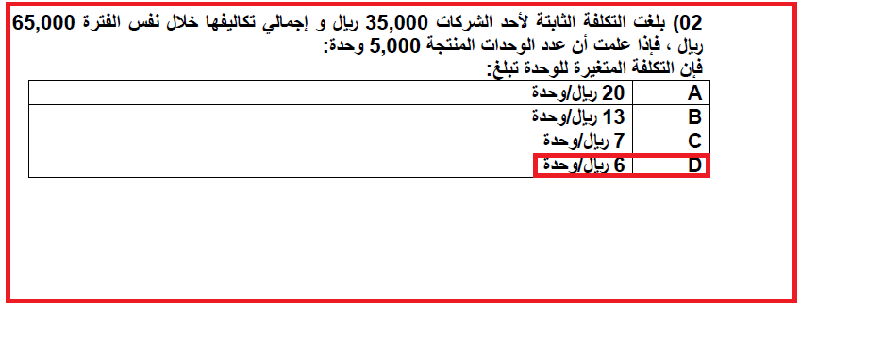 02) بلغت التكلفة الثابتة لأحد الشركات 35,000 ريال و إجمالي تكاليفها خلال نفس الفترة 65,000
ريال ، فإذا علمت أن عدد الوحدات المنتجة 5,000 وحدة:
فإن التكلفة المتغيرة للوحدة تبلغ:
A 20 ريال/وحدة
B 13 ريال/وحدة
C 7 ريال/وحدة
D 6 ريال/وحدة